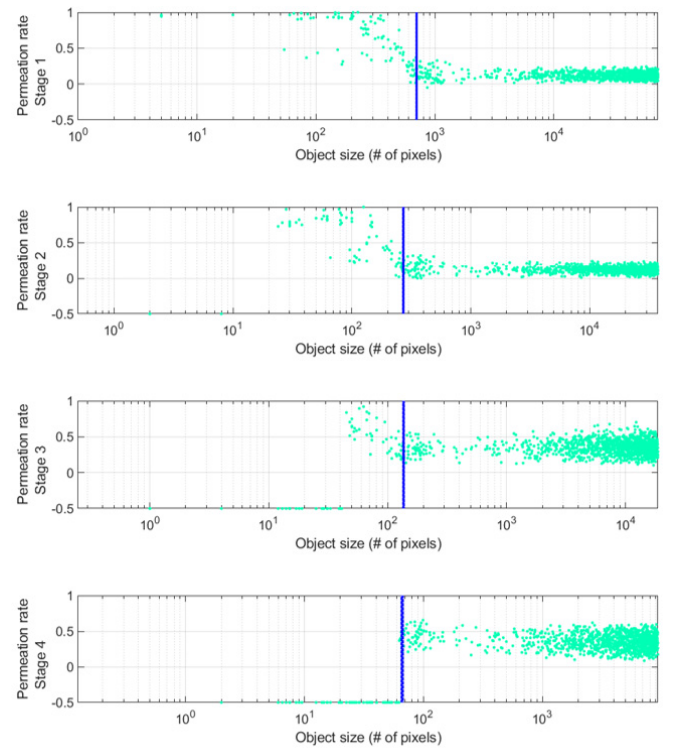 Permeation rate
Stage 1
1
0.5
0
-0.5
10^0
10^1
10^2
10^3
10^4
Object size (# of pixels)
Permeation rate
Stage 2
1
0.5
0
-0.5
10^0
10^1
10^2
10^3
10^4
Object size (# of pixels)
Permeation rate
Stage 3
1
0.5
0
-0.5
10^0
10^1
10^2
10^3
10^4
Object size (# of pixels)
Permeation rate
Stage 4
1
0.5
0
-0.5
10^0
10^1
10^2
10^3
Object size (# of pixels)